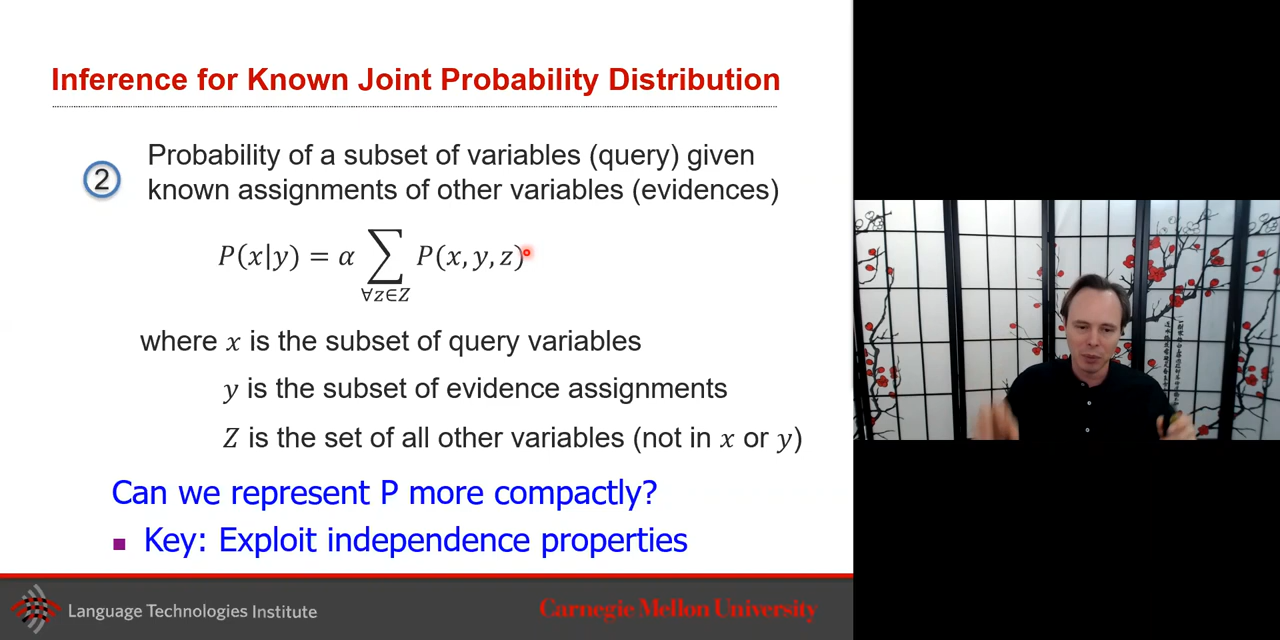 Inference for Known Joint Probability Distribution
2
Probability of a subset of variables (query) given
known assignments of other variables (evidences)
P(x|y) = α ∑ P(x, y, z)
∀z∈Z
where x is the subset of query variables
y is the subset of evidence assignments
Z is the set of all other variables (not in x or y)
Can we represent P more compactly?
Key: Exploit independence properties
Language Technologies Institute
Carnegie Mellon University